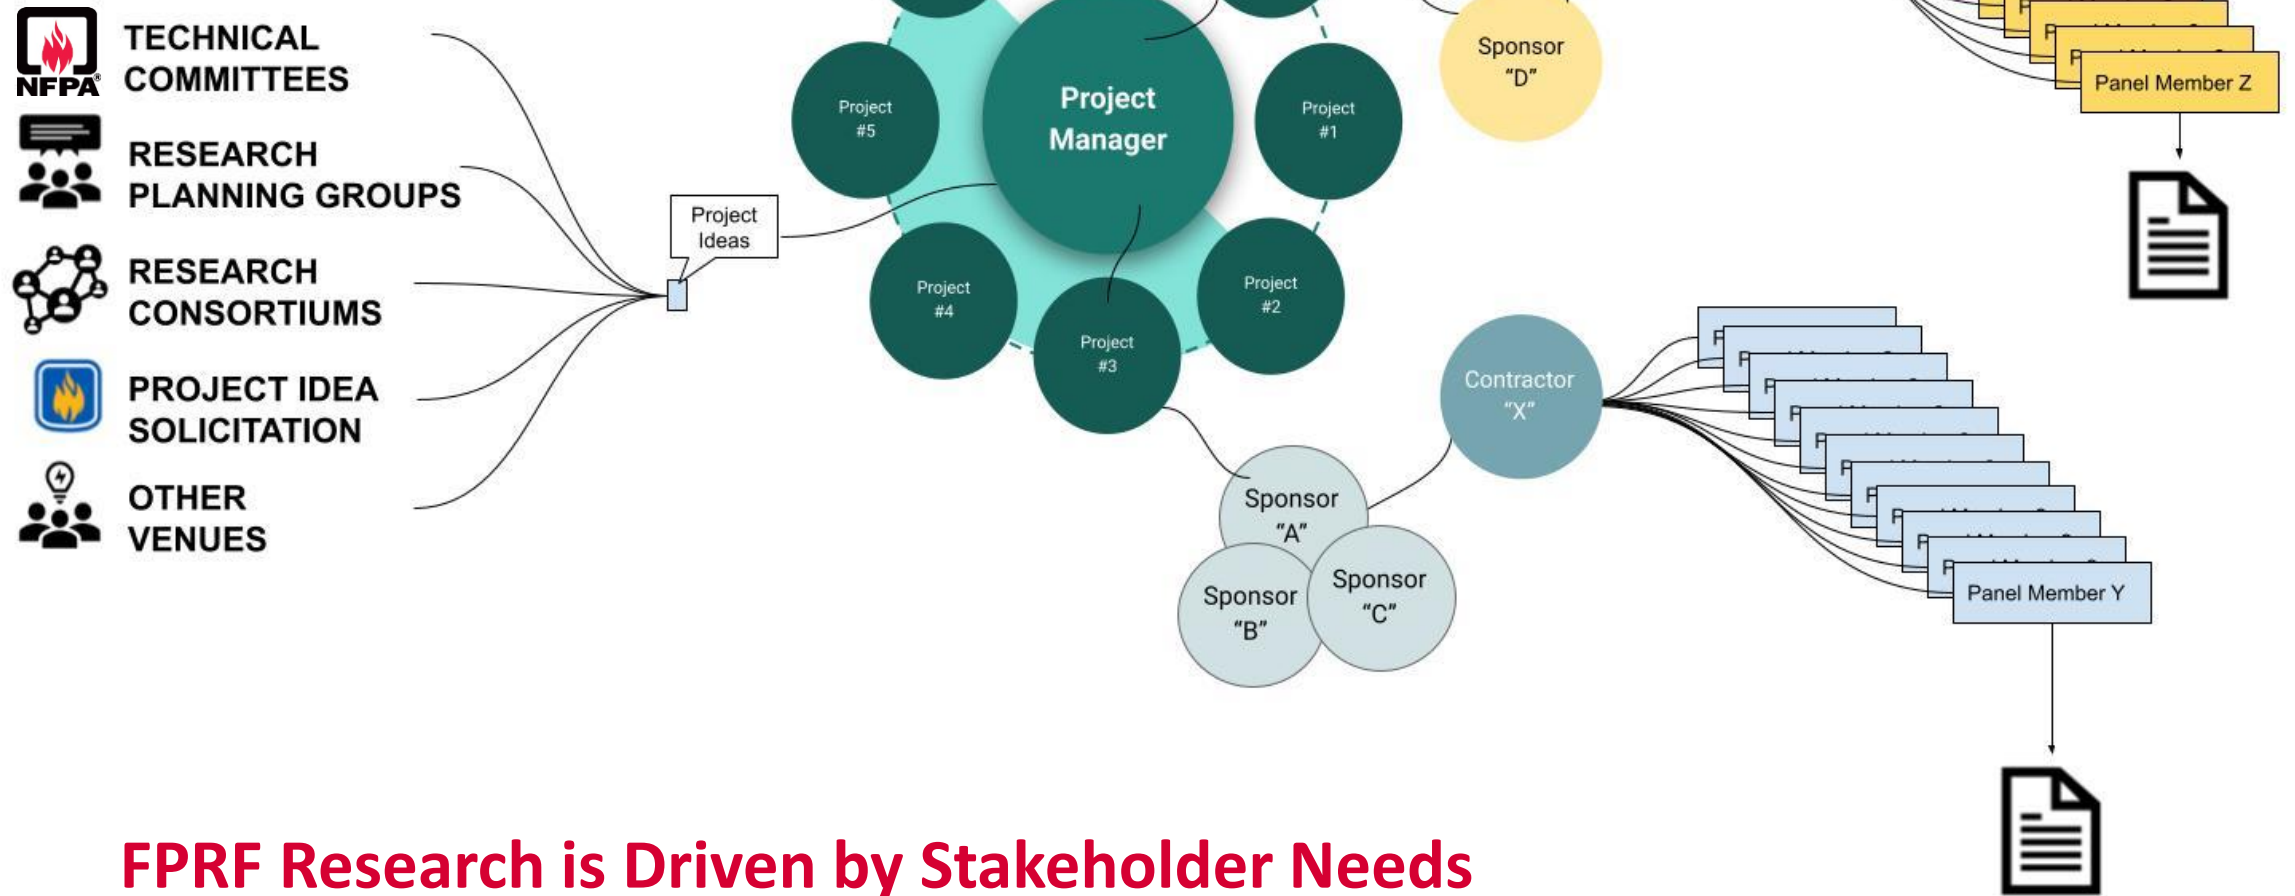 NFPA®
TECHNICAL
COMMITTEES
RESEARCH
PLANNING GROUPS
RESEARCH
CONSORTIUMS
PROJECT IDEA
SOLICITATION
OTHER
VENUES
Project
Ideas
Project
Manager
Project
#5
Project
#1
Project
#4
Project
#2
Project
#3
Sponsor
“D”
Panel Member Z
Contractor
“X”
Sponsor
“A”
Sponsor
“B”
Sponsor
“C”
Panel Member Y
FPRF Research is Driven by Stakeholder Needs